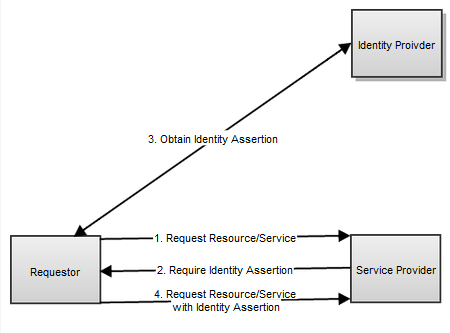 Identity Proivder
3. Obtain Identity Assertion
1. Request Resource/Service
Requestor
2. Require Identity Assertion
Service Provider
4. Request Resource/Service
with Identity Assertion